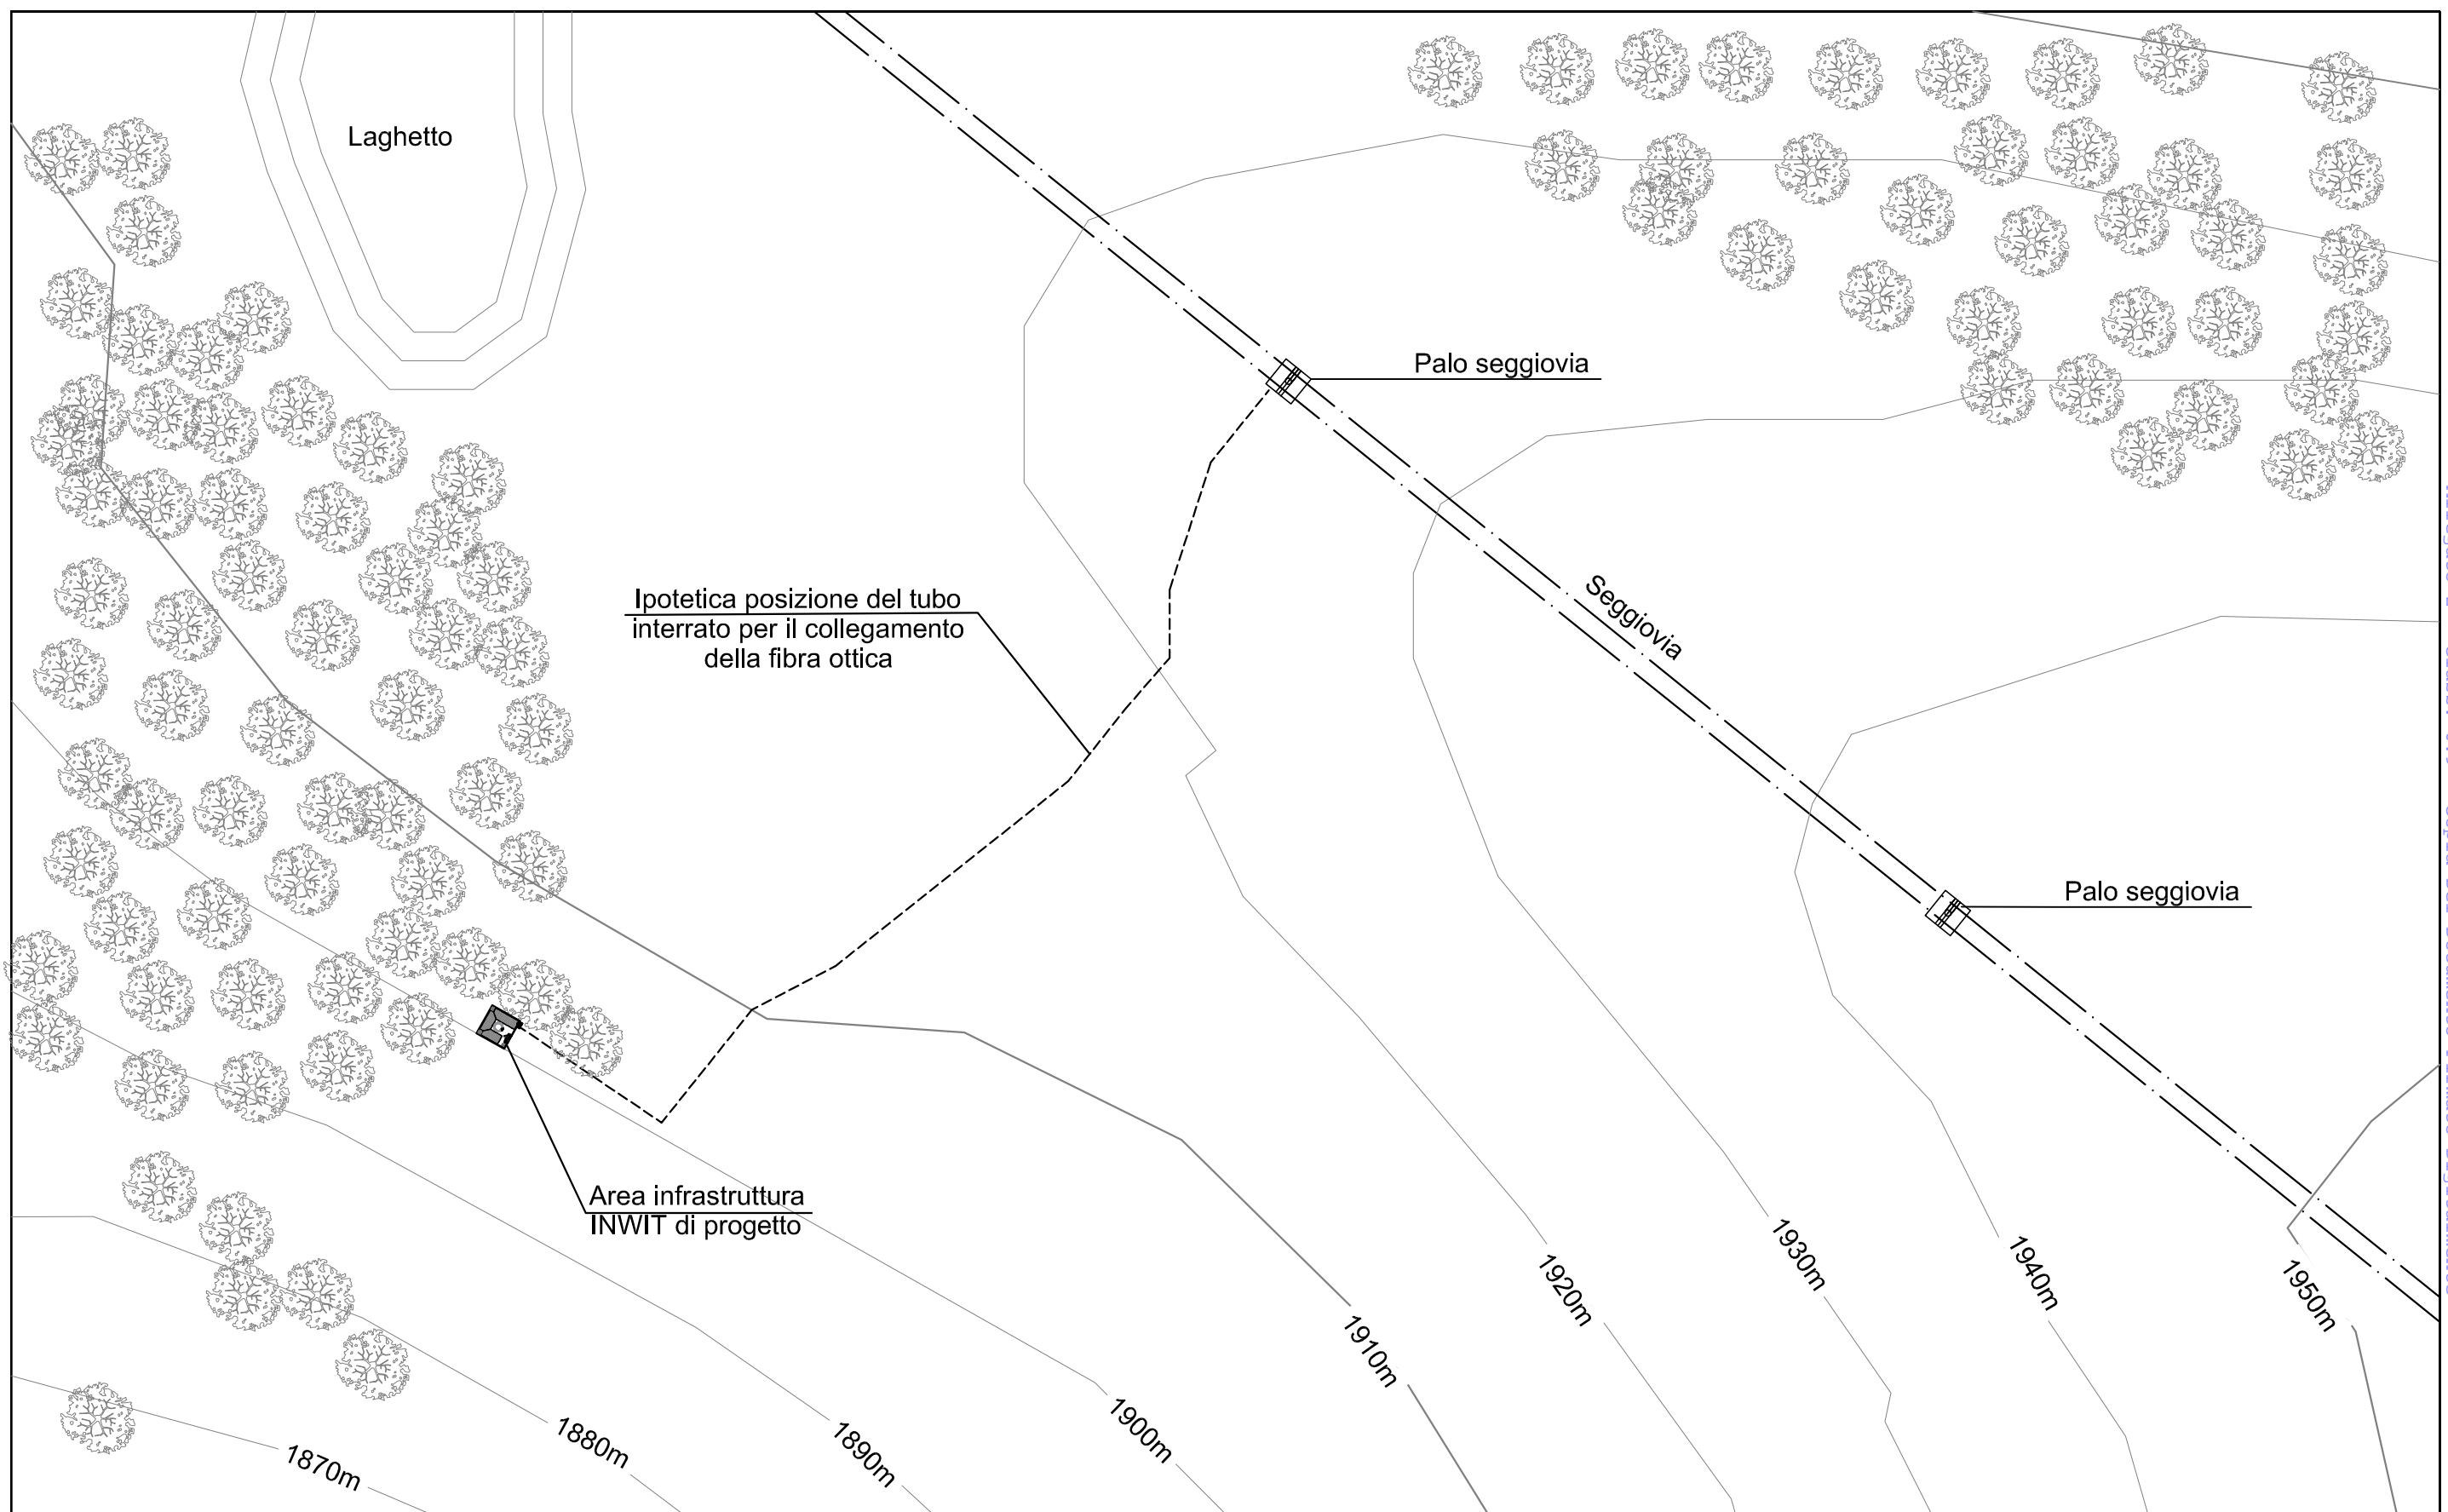 Laghetto
Palo seggiovia
Ipotetica posizione del tubo
interrato per il collegamento
della fibra ottica
Seggiovia
Palo seggiovia
Area infrastruttura
INWIT di progetto
1870m
1880m
1890m
1900m
1910m
1920m
1930m
1940m
1950m